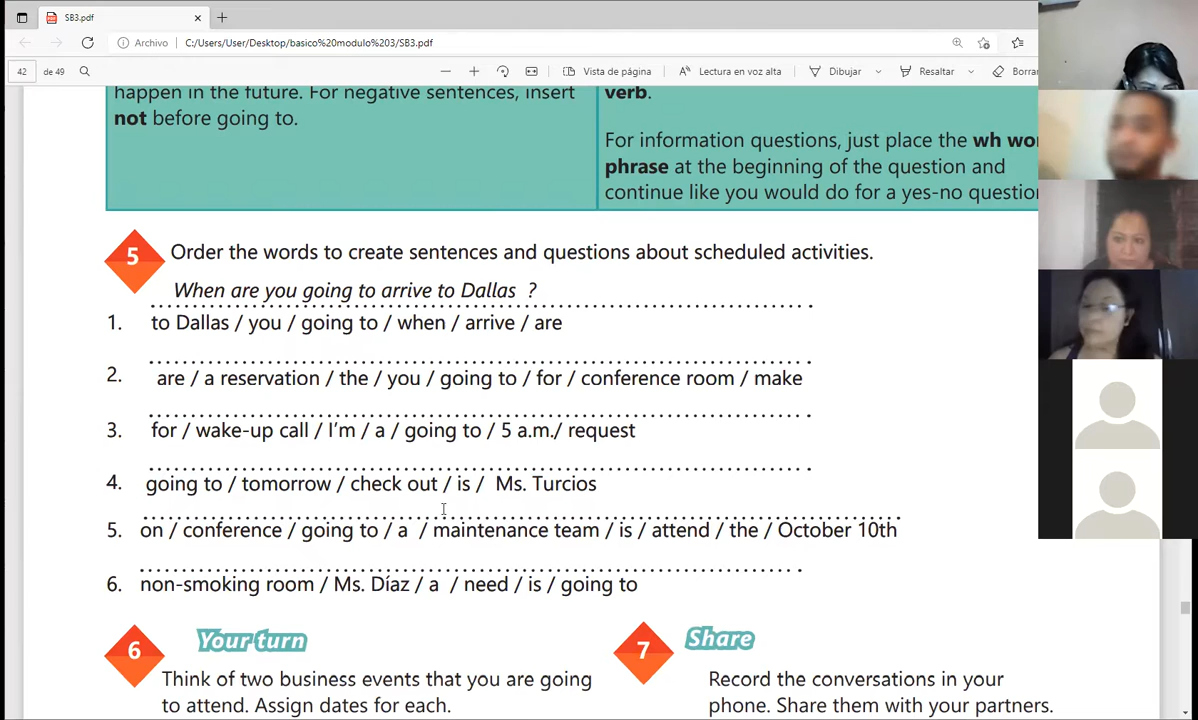 SB3.pdf
Archivo C:/Users/User/Desktop/basico%20modulo%203/SB3.pdf
42 de 49 Vista de página Lectura en voz alta Dibujar Resaltar Borrar
happen in the future. For negative sentences, insert
not before going to.
verb.
For information questions, just place the wh wo
phrase at the beginning of the question and
continue like you would do for a yes-no question
5 Order the words to create sentences and questions about scheduled activities.
When are you going to arrive to Dallas ?
1. to Dallas / you / going to / when / arrive / are
2. are / a reservation / the / you / going to / for / conference room / make
3. for / wake-up call / I'm / a / going to / 5 a.m./ request
4. going to / tomorrow / check out / is / Ms. Turcios
5. on / conference / going to / a / maintenance team / is / attend / the / October 10th
6. non-smoking room / Ms. Díaz / a / need / is / going to
6 Your turn
Think of two business events that you are going
to attend. Assign dates for each.
7 Share
Record the conversations in your
phone. Share them with your partners.